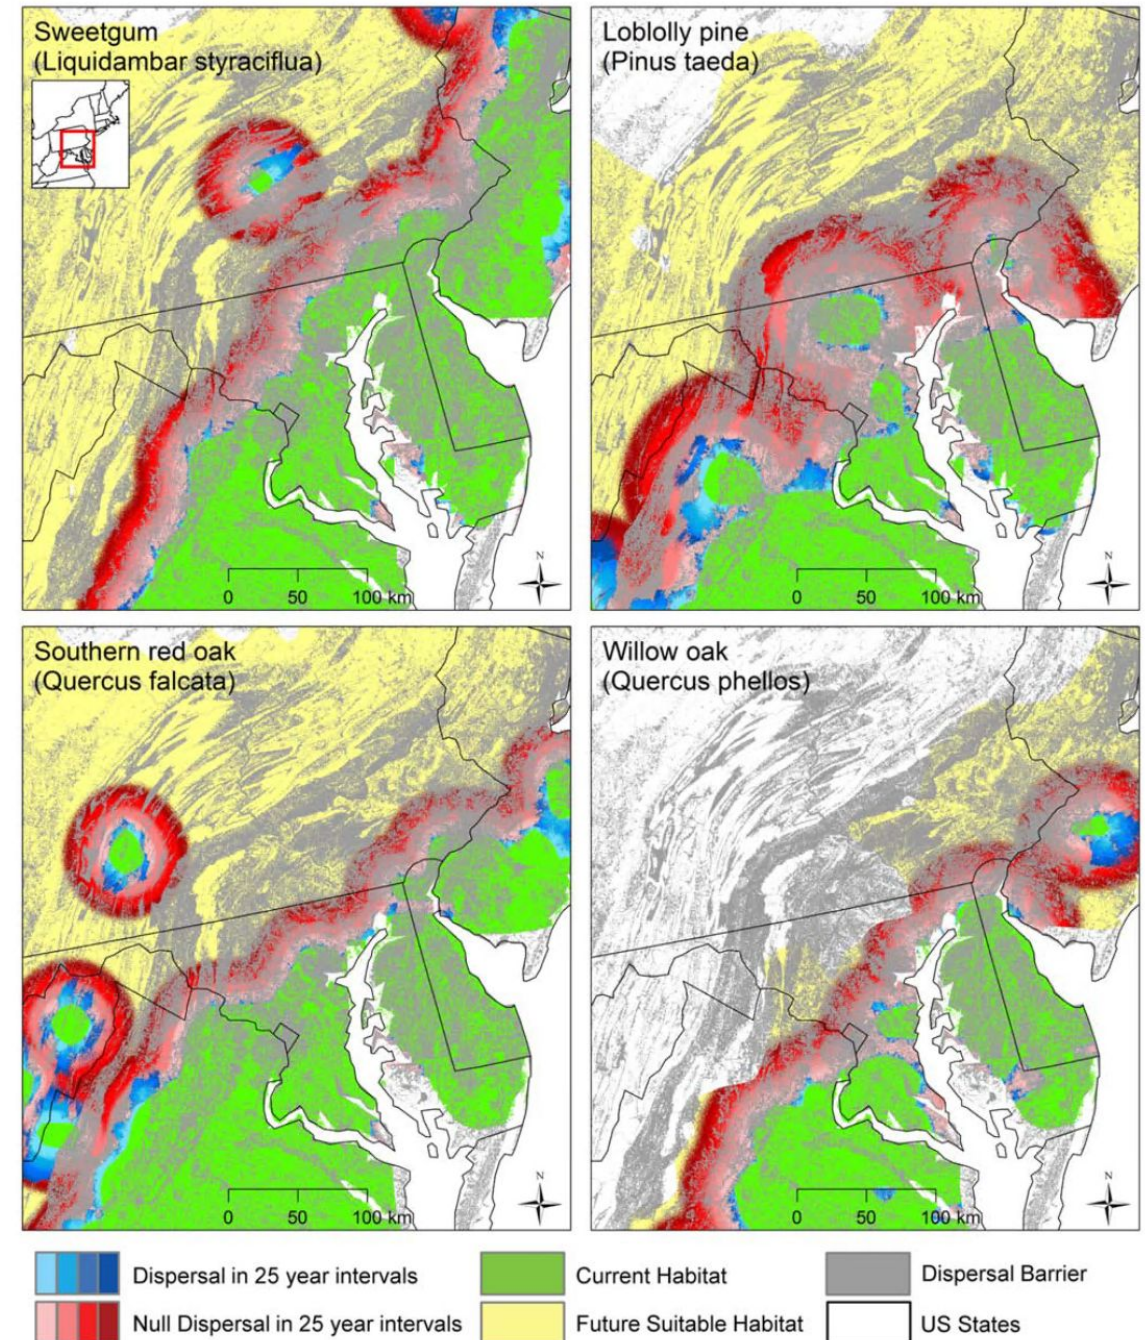 Sweetgum
(Liquidambar styraciflua)
N
0 50 100 km
Loblolly pine
(Pinus taeda)
N
0 50 100 km
Southern red oak
(Quercus falcata)
N
0 50 100 km
Willow oak
(Quercus phellos)
N
0 50 100 km
Dispersal in 25 year intervals
Current Habitat
Dispersal Barrier
Null Dispersal in 25 year intervals
Future Suitable Habitat
US States